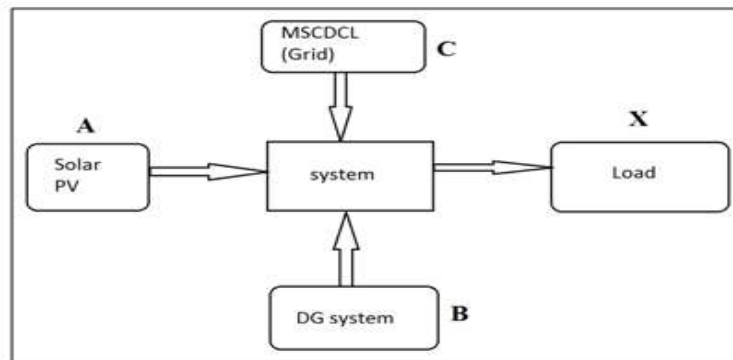 MSCDCL
(Grid)
C
A
X
Solar
PV
system
Load
DG system
B